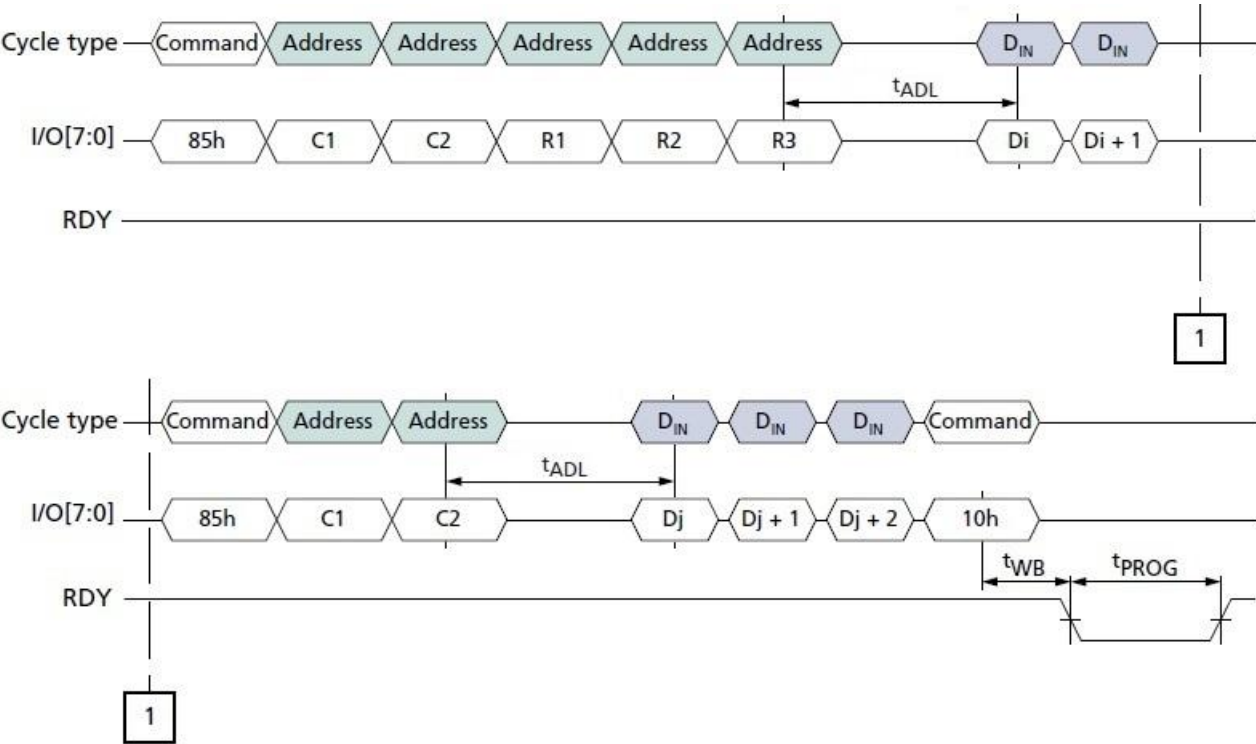 Cycle type Command Address Address Address Address Address DIN DIN
tADL
I/O[7:0] 85h C1 C2 R1 R2 R3 Di Di + 1
RDY
1
Cycle type Command Address Address DIN DIN DIN Command
tADL
I/O[7:0] 85h C1 C2 Dj Dj + 1 Dj + 2 10h
tWB tPROG
RDY
1